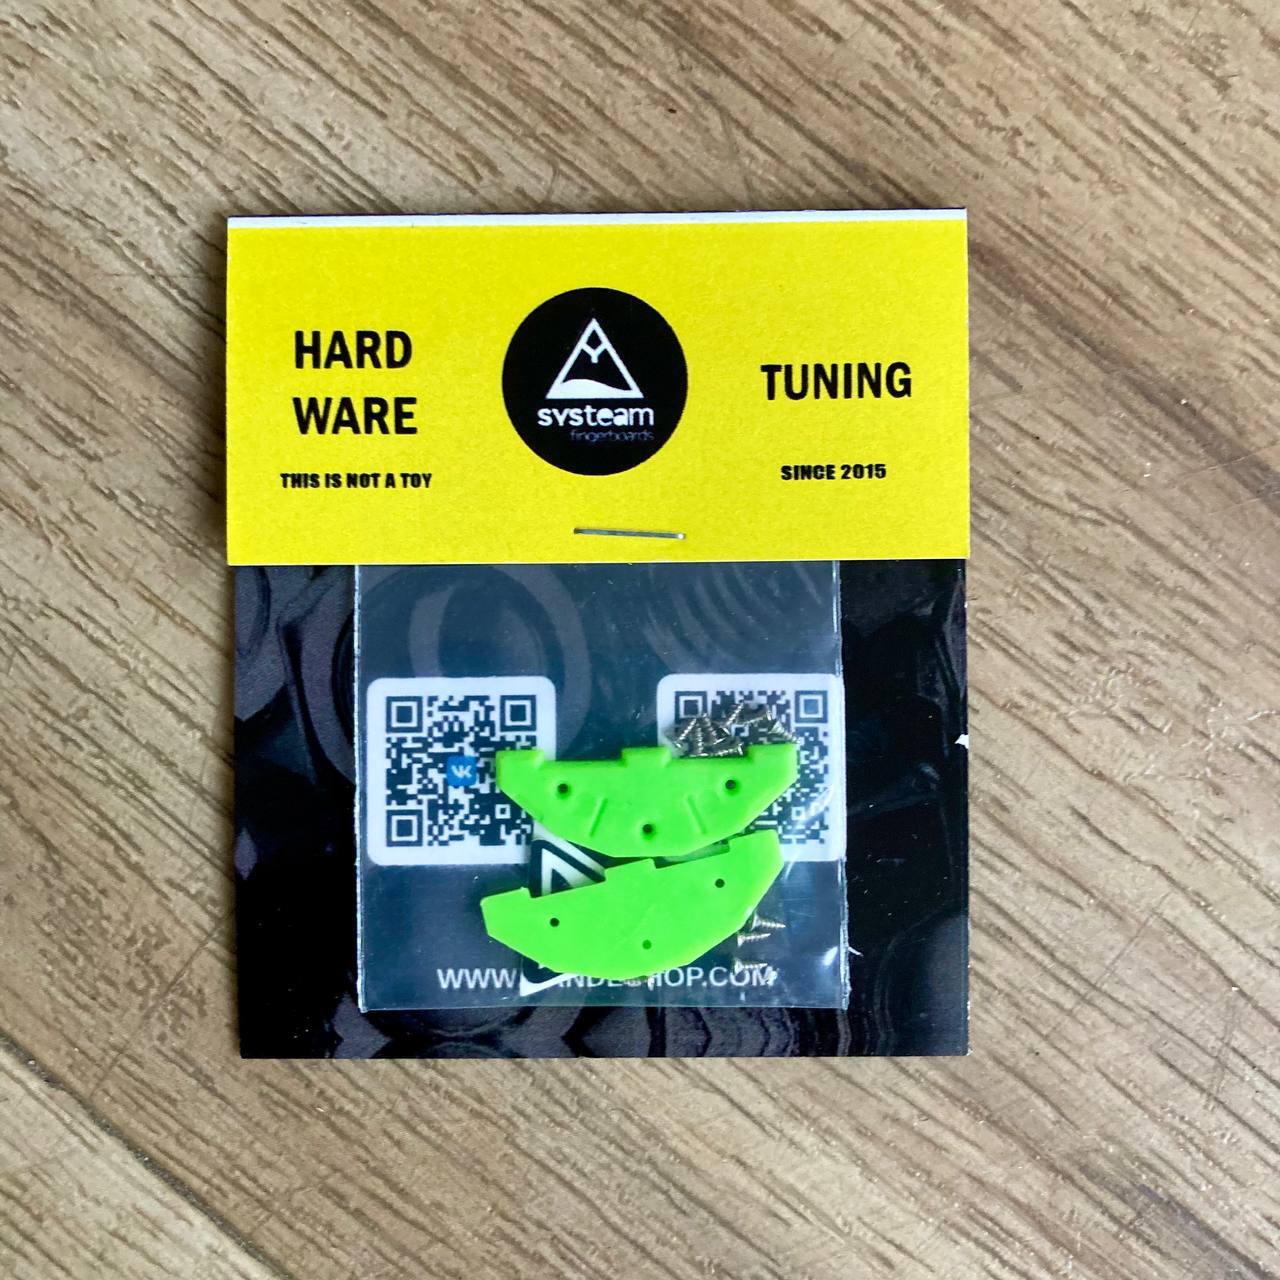 HARD
WARE
THIS IS NOT A TOY
systeam
fingerboards
TUNING
SINCE 2015